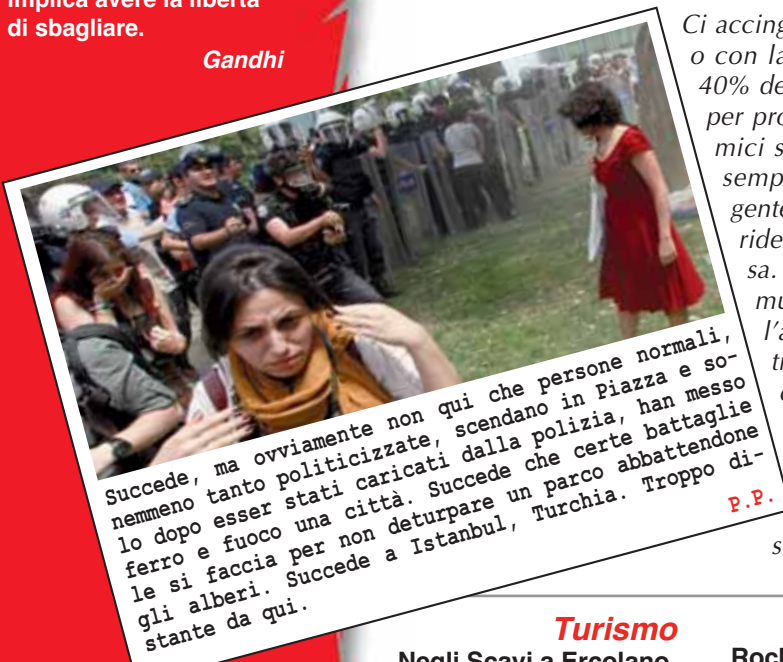 implica avere la libertà
di sbagliare.
Gandhi
Succede, ma ovviamente non qui che persone normali,
nemmeno tanto politicizzate, scendano in Piazza e so-
lo dopo esser stati caricati dalla polizia, han messo
ferro e fuoco una città. Succede che certe battaglie
le si faccia per non deturpare un parco abbattendone
gli alberi. Succede a Istanbul, Turchia. Troppo di-
stante da qui.
P.P.
Ci accing
o con la
40% de
per pro
mici s
semp
gente
ride
sa.
mu
l'a
Turismo
Negli Scavi a Ercolano